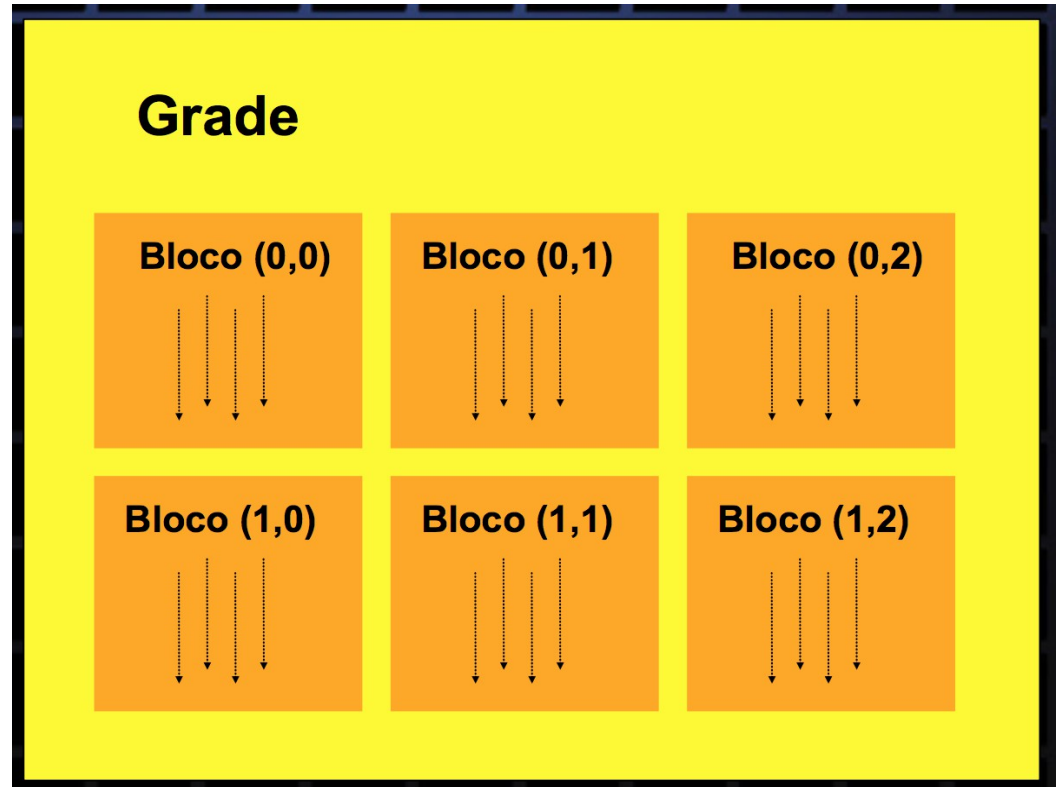 Grade
Bloco (0,0)
Bloco (0,1)
Bloco (0,2)
Bloco (1,0)
Bloco (1,1)
Bloco (1,2)